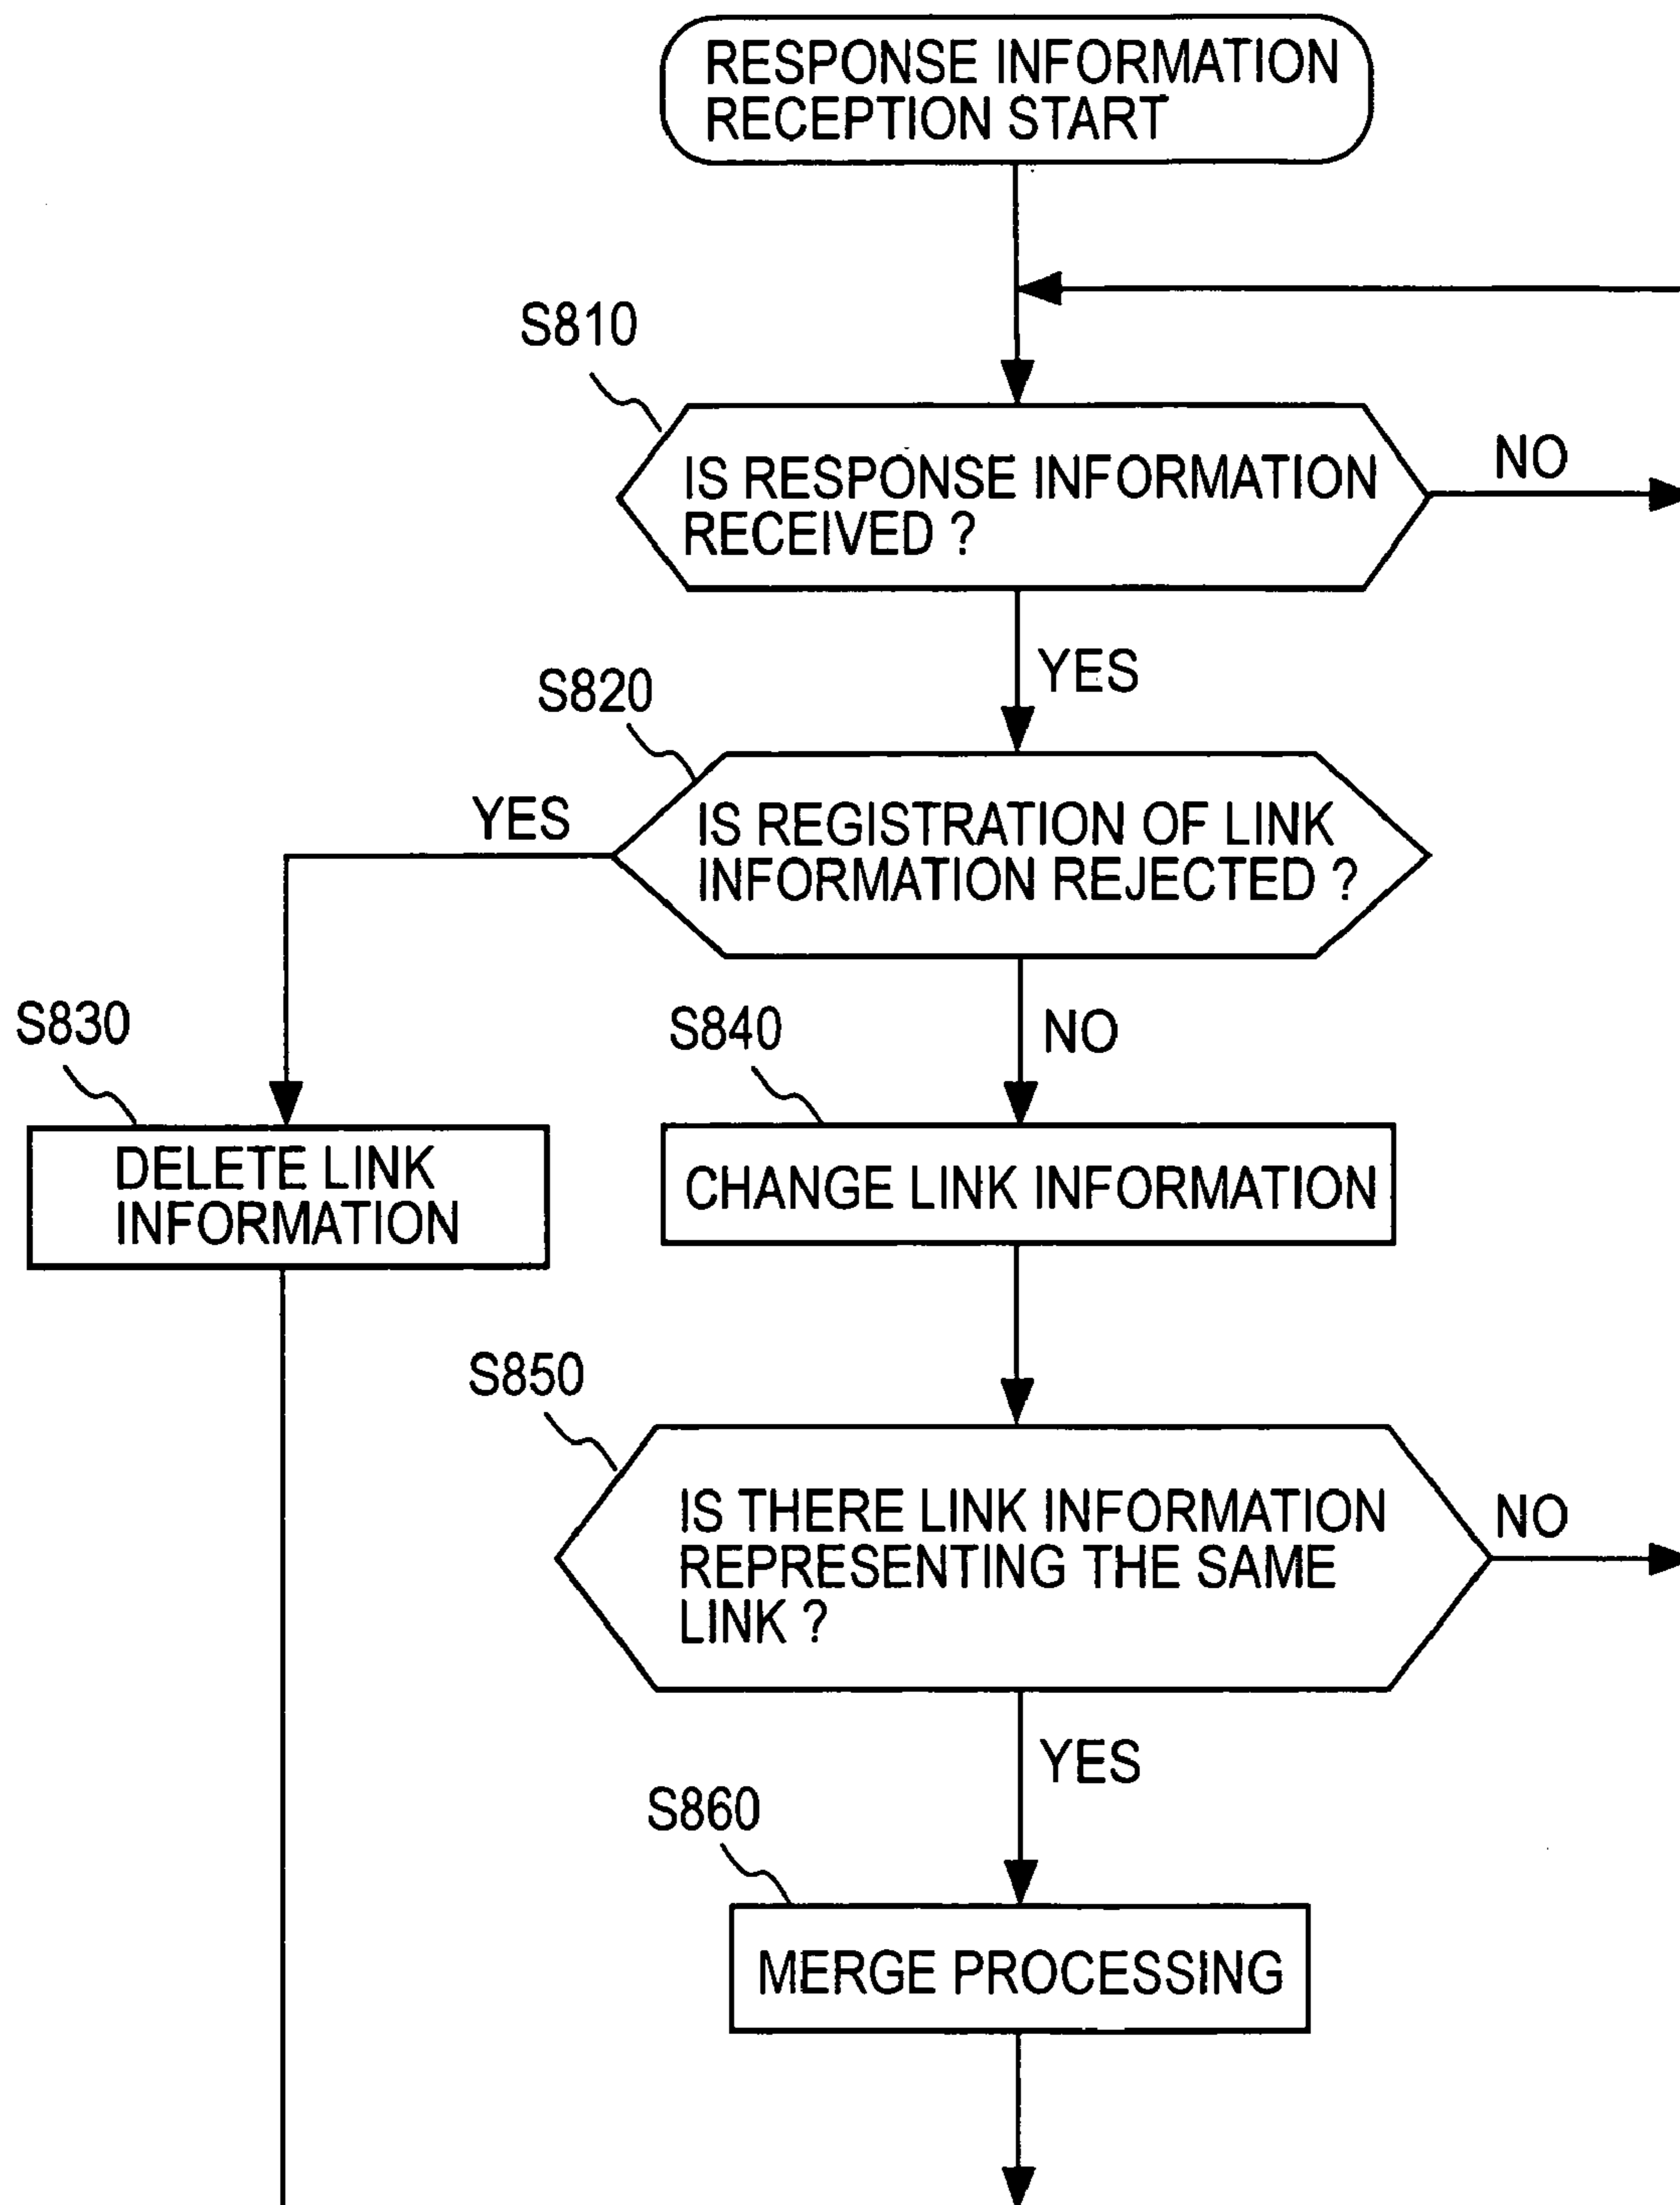 RESPONSE INFORMATION
RECEPTION START
S810
IS RESPONSE INFORMATION
RECEIVED ?
NO
YES
S820
YES
IS REGISTRATION OF LINK
INFORMATION REJECTED ?
S830
S840
NO
DELETE LINK
INFORMATION
CHANGE LINK INFORMATION
S850
IS THERE LINK INFORMATION
REPRESENTING THE SAME
LINK ?
NO
YES
S860
MERGE PROCESSING